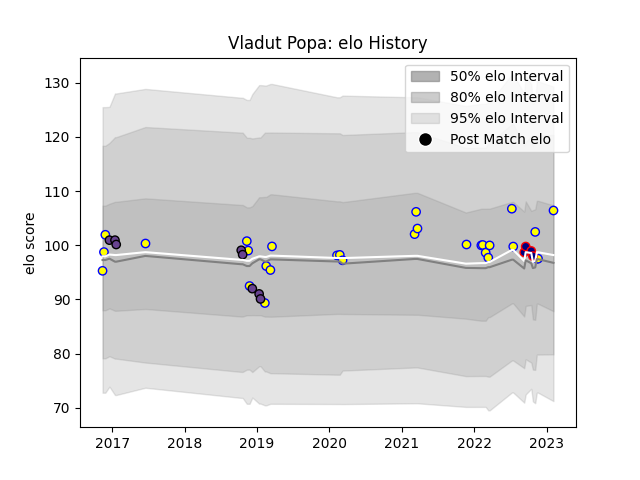 Vladut Popa: elo History
50% elo Interval
80% elo Interval
95% elo Interval
Post Match elo
elo score
130
120
110
100
90
80
70
2017 2018 2019 2020 2021 2022 2023